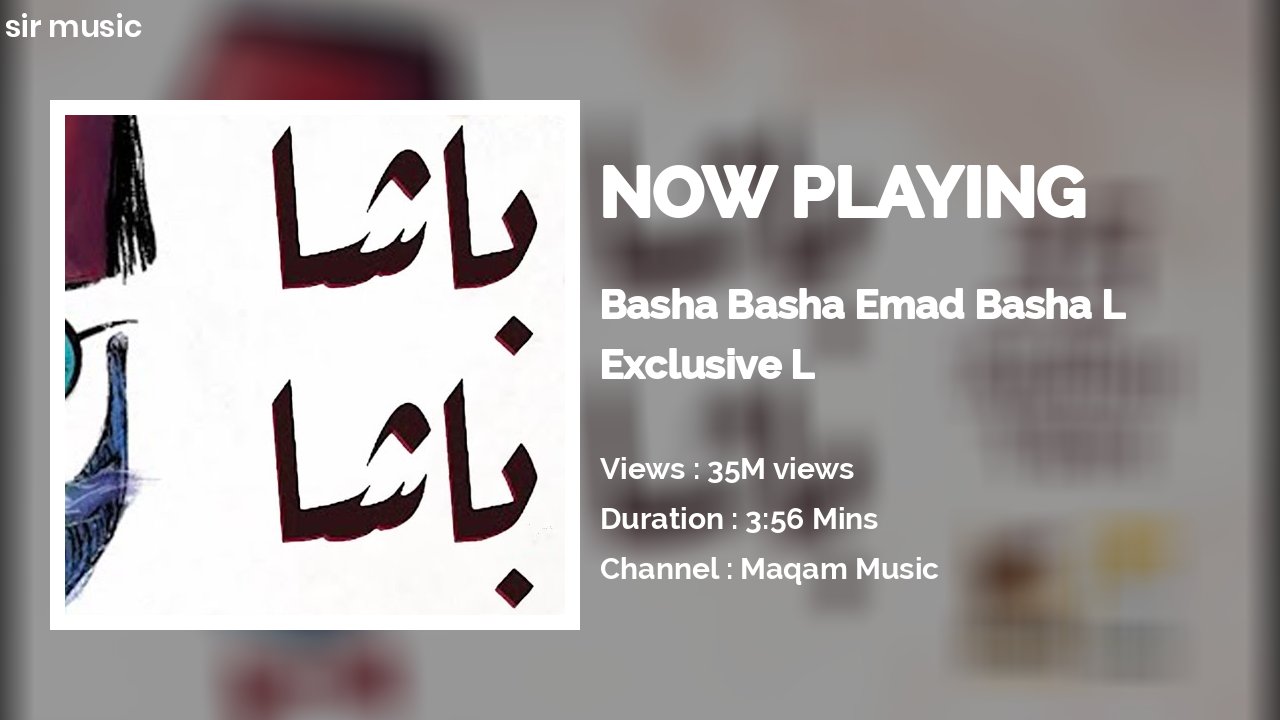 sir music
باشا
باشا
NOW PLAYING
Basha Basha Emad Basha L
Exclusive L
Views : 35M views
Duration : 3:56 Mins
Channel : Maqam Music